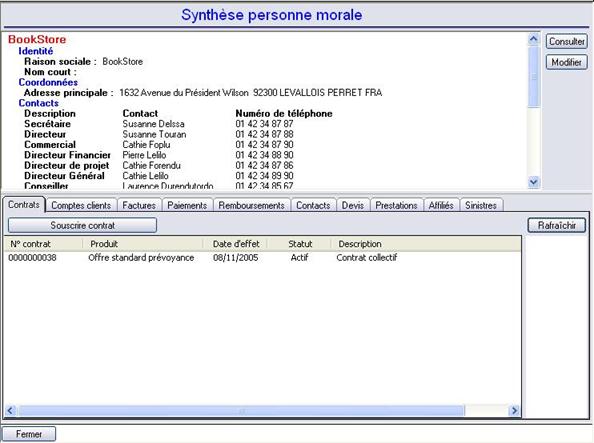 Synthèse personne morale
BookStore
Consulter
Identité
Raison sociale : BookStore
Modifier
Nom court :
Coordonnées
Adresse principale : 1632 Avenue du Président Wilson 92300 LEVALLOIS PERRET FRA
Contacts
Description Contact Numéro de téléphone
Secrétaire Susanne Delssa 01 42 34 87 87
Directeur Susanne Touran 01 42 34 87 88
Commercial Cathie Foplu 01 42 34 87 90
Directeur Financier Pierre Lelilo 01 42 34 88 90
Directeur de projet Cathie Forendu 01 42 34 87 86
Directeur Général Cathie Lelilo 01 42 34 89 90
Conseiller Laurence Durendutordo 01 42 34 85 67
Contrats Comptes clients Factures Paiements Remboursements Contacts Devis Prestations Affiliés Sinistres
Souscrire contrat Rafraîchir
N° contrat Produit Date d'effet Statut Description
0000000038 Offre standard prévoyance 08/11/2005 Actif Contrat collectif
Fermer